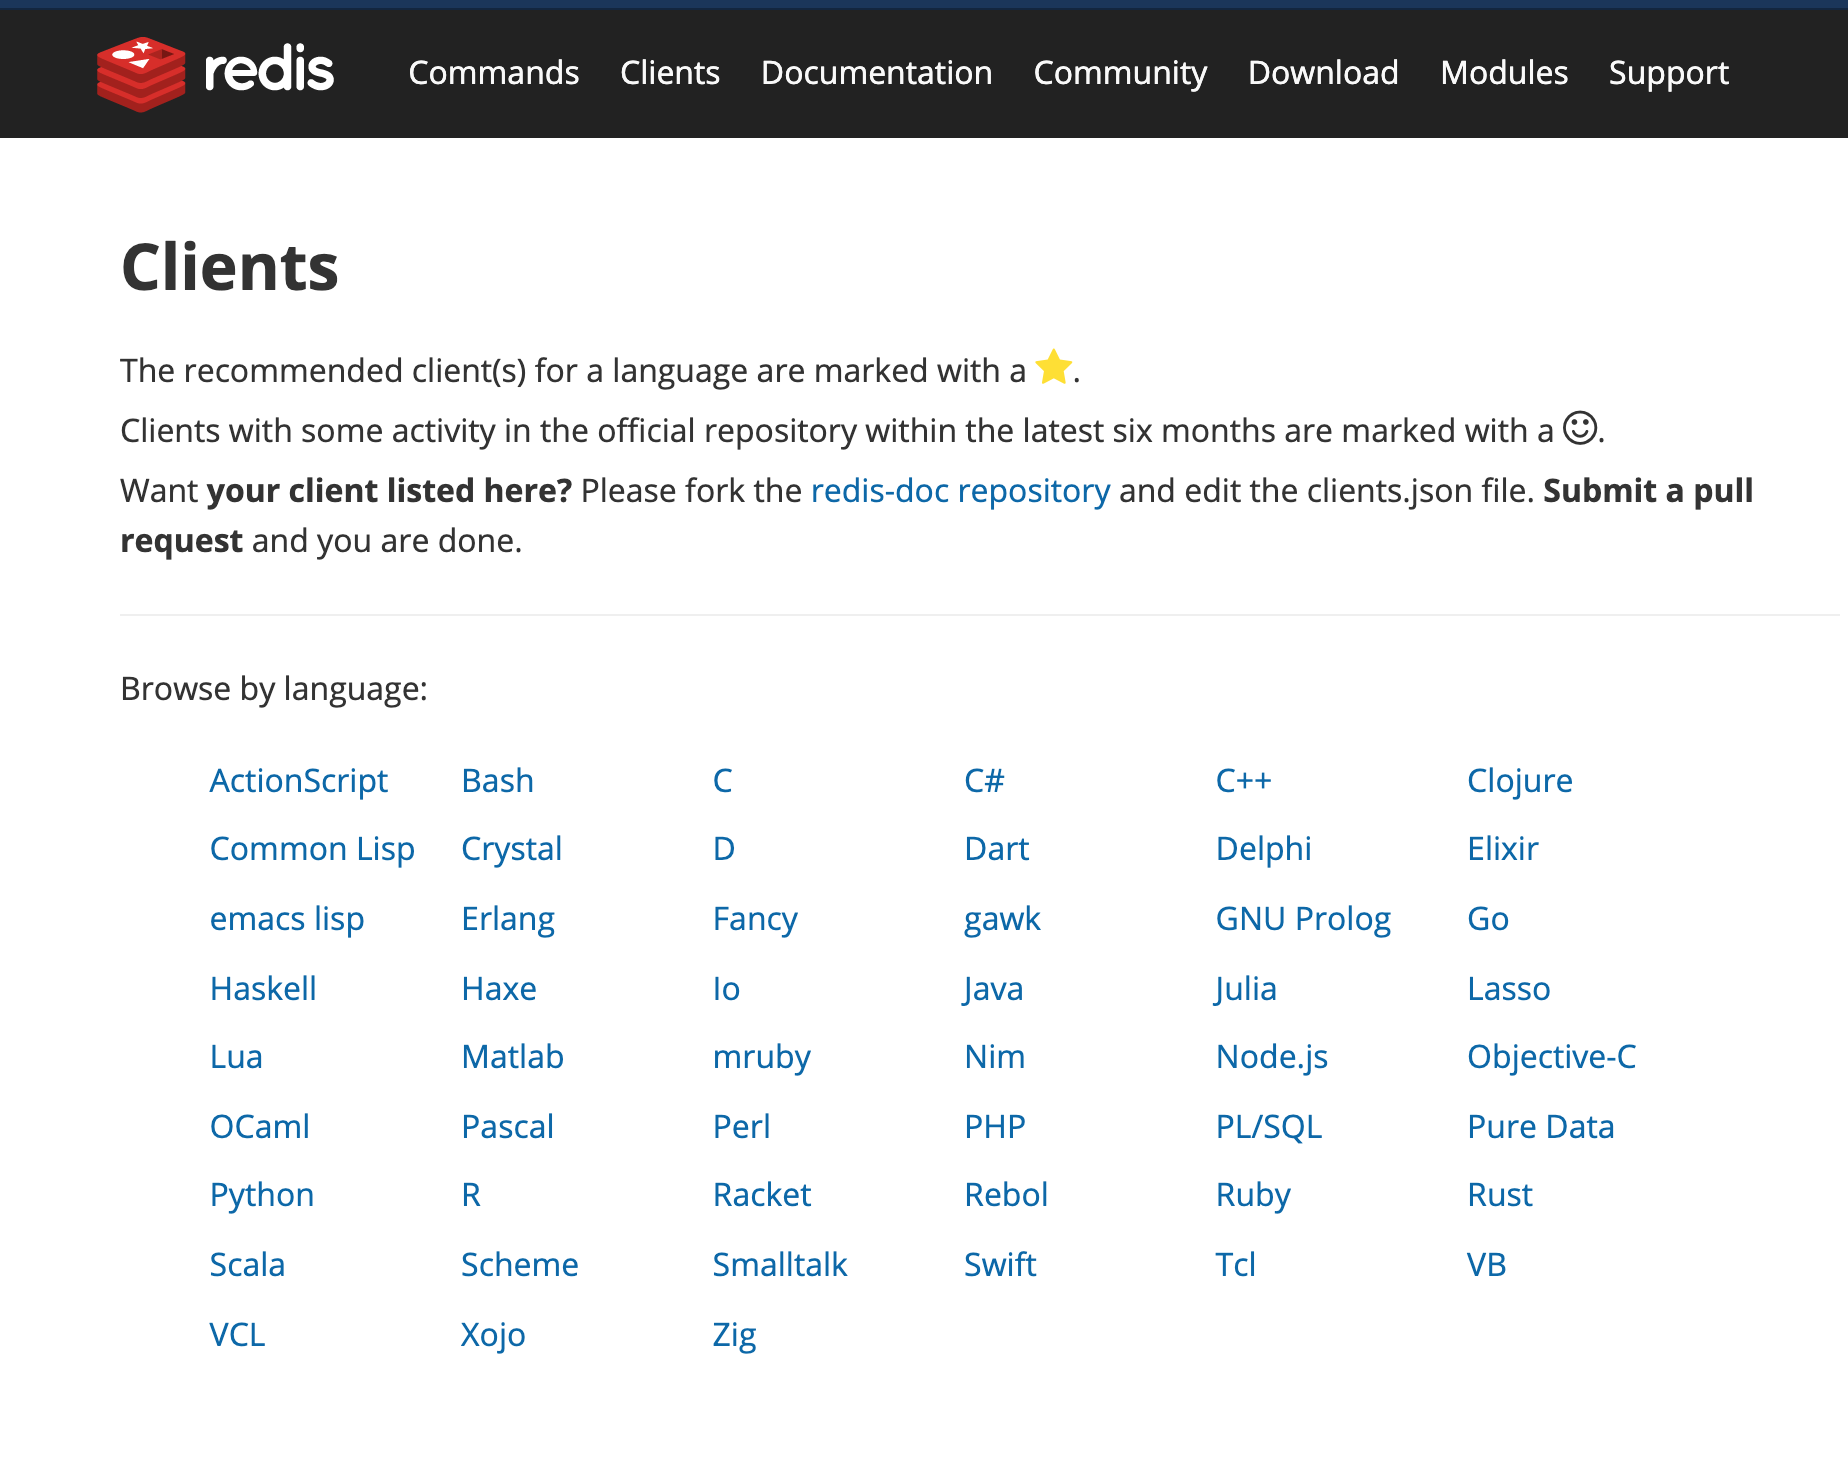 redis Commands Clients Documentation Community Download Modules Support
Clients
The recommended client(s) for a language are marked with a ⭐.
Clients with some activity in the official repository within the latest six months are marked with a ☺.
Want your client listed here? Please fork the redis-doc repository and edit the clients.json file. Submit a pull
request and you are done.
Browse by language:
ActionScript Bash C C# C++ Clojure
Common Lisp Crystal D Dart Delphi Elixir
emacs lisp Erlang Fancy gawk GNU Prolog Go
Haskell Haxe Io Java Julia Lasso
Lua Matlab mruby Nim Node.js Objective-C
OCaml Pascal Perl PHP PL/SQL Pure Data
Python R Racket Rebol Ruby Rust
Scala Scheme Smalltalk Swift Tcl VB
VCL Xojo Zig